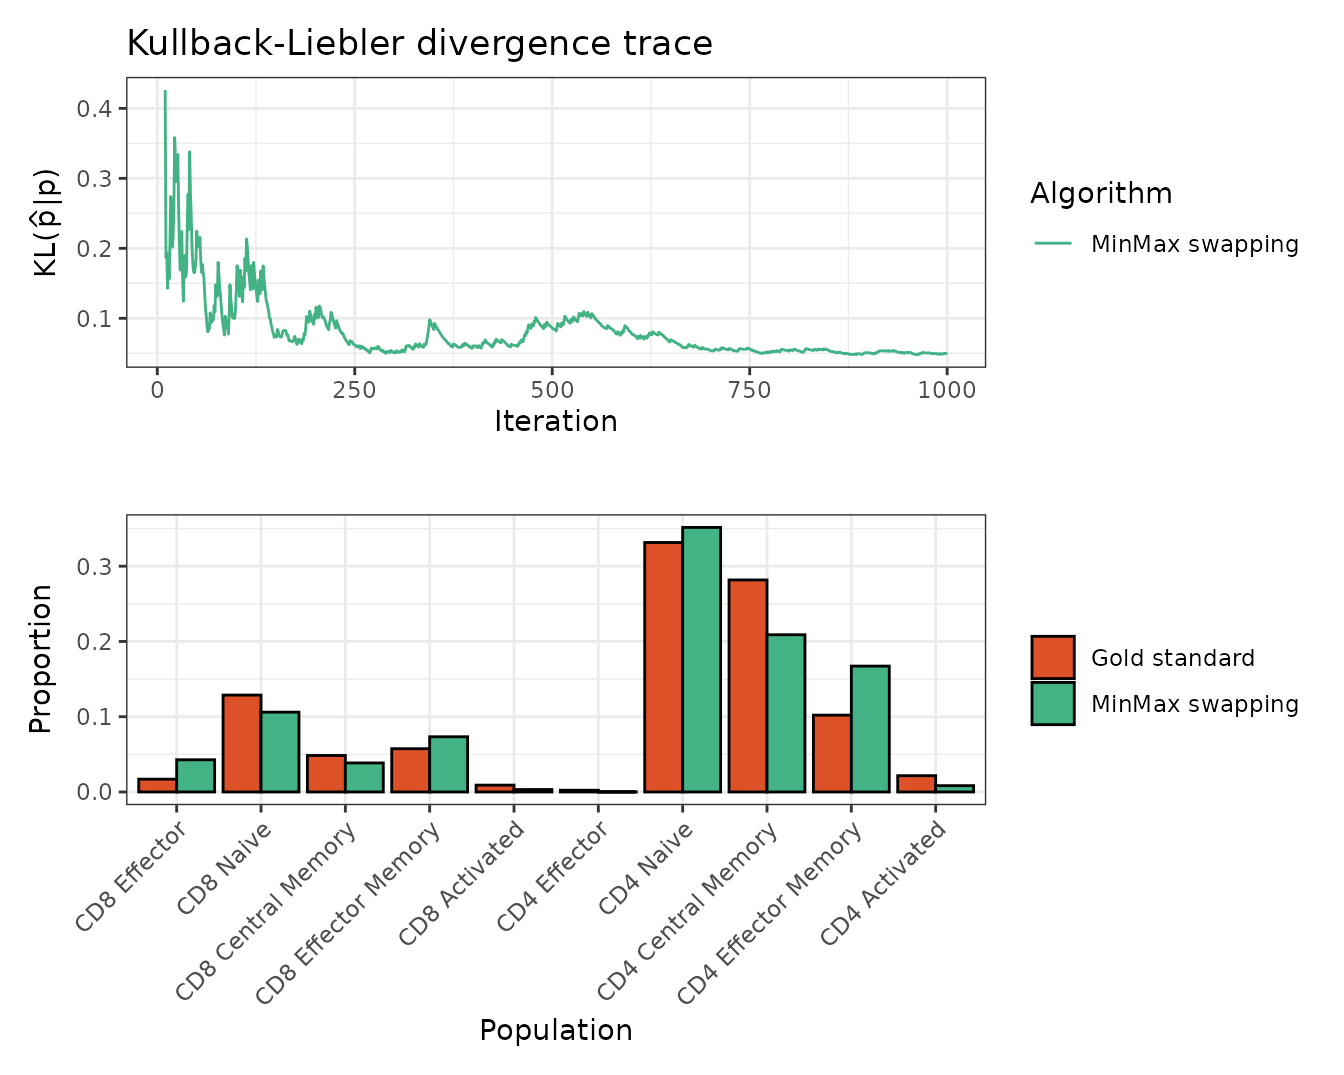 Kullback-Liebler divergence trace
KL(p̂|p)
0.4
0.3
0.2
0.1
0
250
500
750
1000
Iteration
Algorithm
MinMax swapping
Proportion
0.3
0.2
0.1
0.0
CD8 Effector
CD8 Naive
CD8 Central Memory
CD8 Effector Memory
CD8 Activated
CD4 Effector
CD4 Naive
CD4 Central Memory
CD4 Effector Memory
CD4 Activated
Population
Gold standard
MinMax swapping